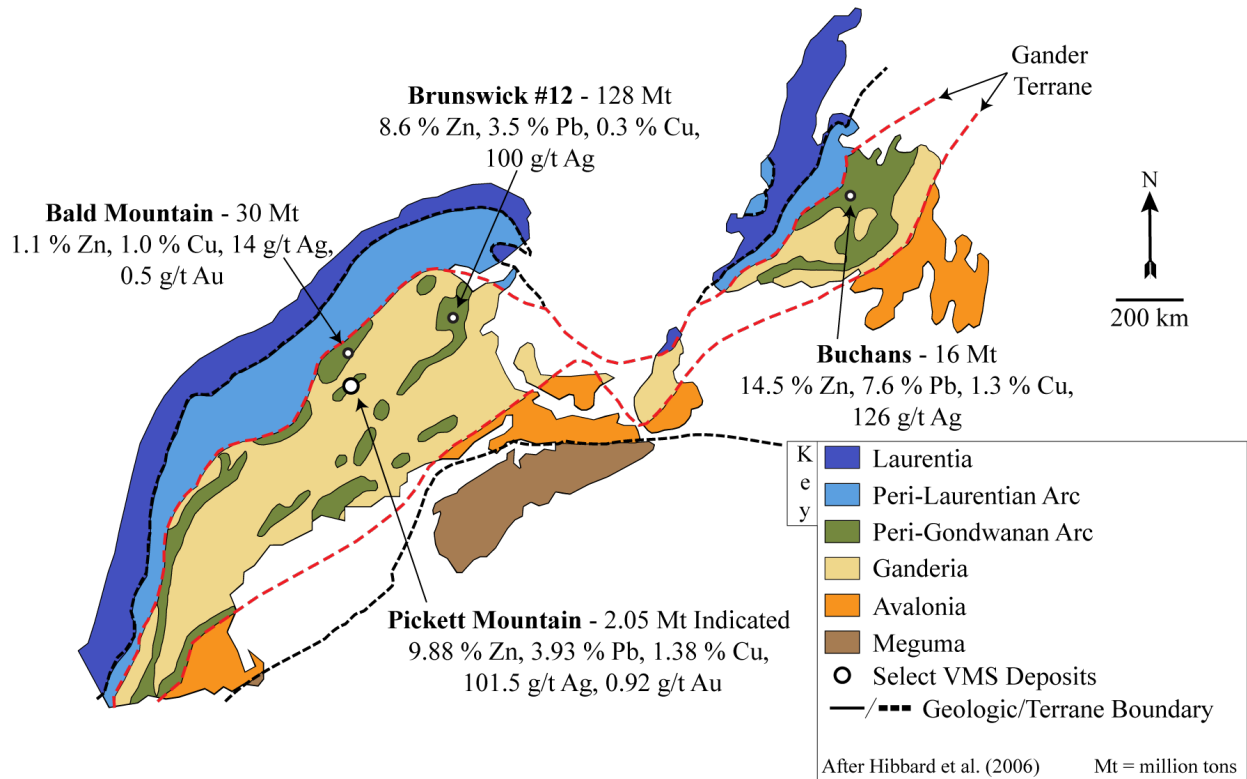 Gander
Terrane
Brunswick #12 - 128 Mt
8.6 % Zn, 3.5 % Pb, 0.3 % Cu,
100 g/t Ag
Bald Mountain - 30 Mt
1.1 % Zn, 1.0 % Cu, 14 g/t Ag,
0.5 g/t Au
N
200 km
Buchans - 16 Mt
14.5 % Zn, 7.6 % Pb, 1.3 % Cu,
126 g/t Ag
Pickett Mountain - 2.05 Mt Indicated
9.88 % Zn, 3.93 % Pb, 1.38 % Cu,
101.5 g/t Ag, 0.92 g/t Au
Key
Laurentia
Peri-Laurentian Arc
Peri-Gondwanan Arc
Ganderia
Avalonia
Meguma
Select VMS Deposits
/ Geologic/Terrane Boundary
After Hibbard et al. (2006) Mt = million tons